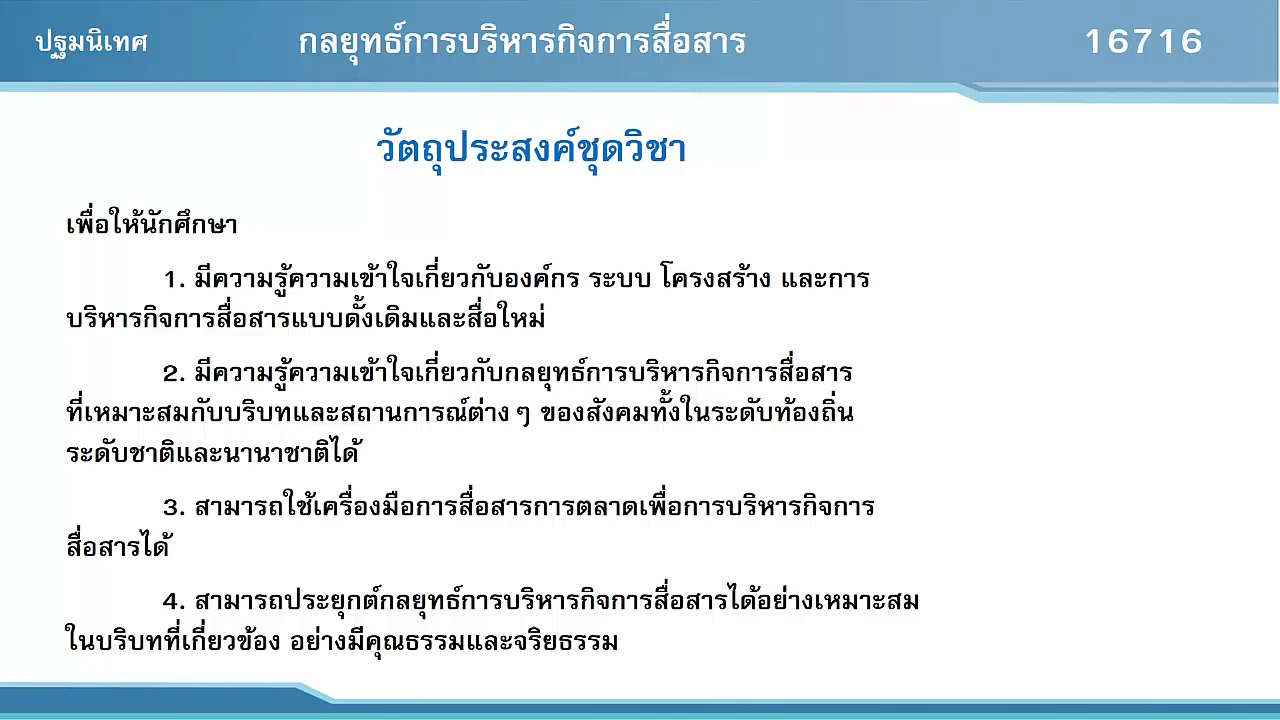 ปฐมนิเทศ กลยุทธ์การบริหารกิจการสื่อสาร 16716
วัตถุประสงค์ชุดวิชา
เพื่อให้นักศึกษา
1. มีความรู้ความเข้าใจเกี่ยวกับองค์กร ระบบ โครงสร้าง และการ
บริหารกิจการสื่อสารแบบดั้งเดิมและสื่อใหม่
2. มีความรู้ความเข้าใจเกี่ยวกับกลยุทธ์การบริหารกิจการสื่อสาร
ที่เหมาะสมกับบริบทและสถานการณ์ต่าง ๆ ของสังคมทั้งในระดับท้องถิ่น
ระดับชาติและนานาชาติได้
3. สามารถใช้เครื่องมือการสื่อสารการตลาดเพื่อการบริหารกิจการ
สื่อสารได้
4. สามารถประยุกต์กลยุทธ์การบริหารกิจการสื่อสารได้อย่างเหมาะสม
ในบริบทที่เกี่ยวข้อง อย่างมีคุณธรรมและจริยธรรม